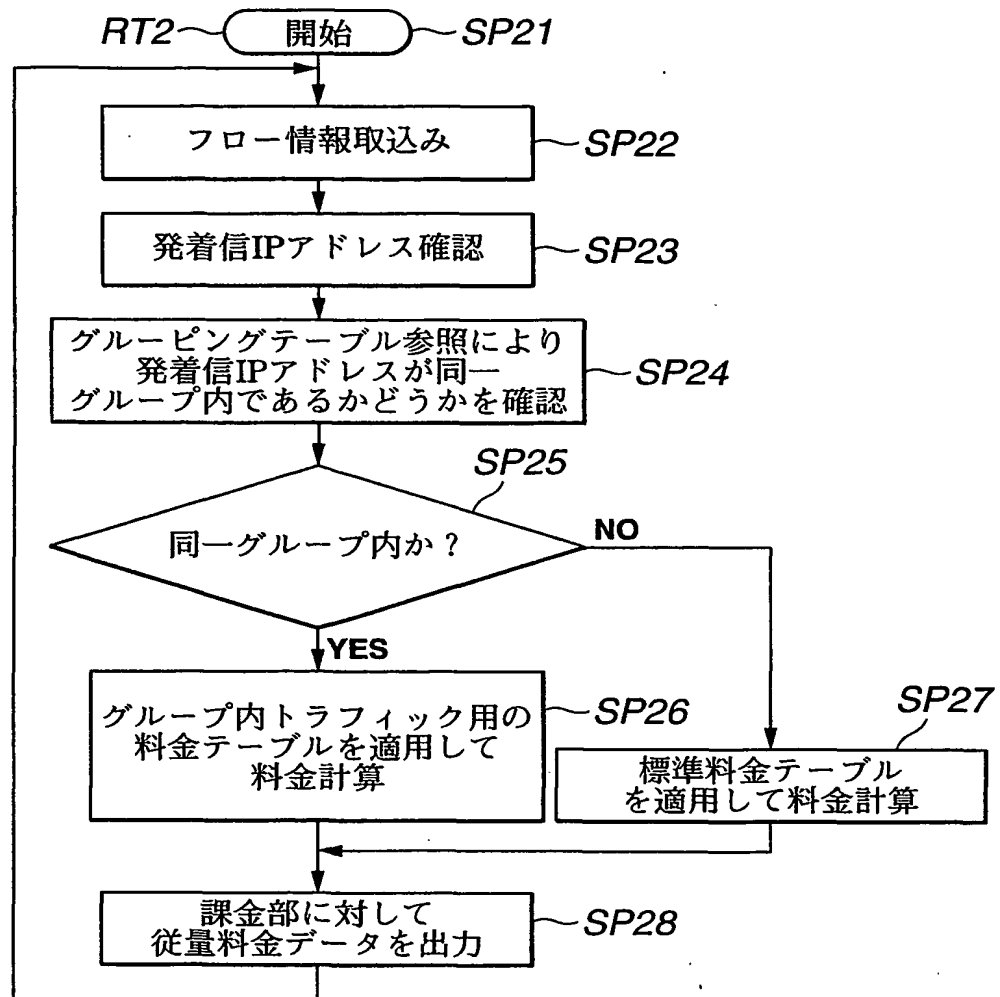 RT2
開始
SP21
フロー情報取込み
SP22
発着信IPアドレス確認
SP23
グルーピングテーブル参照により
発着信IPアドレスが同一
グループ内であるかどうかを確認
SP24
SP25
同一グループ内か?
NO
YES
グループ内トラフィック用の
料金テーブルを適用して
料金計算
SP26
SP27
標準料金テーブル
を適用して料金計算
課金部に対して
従量料金データを出力
SP28